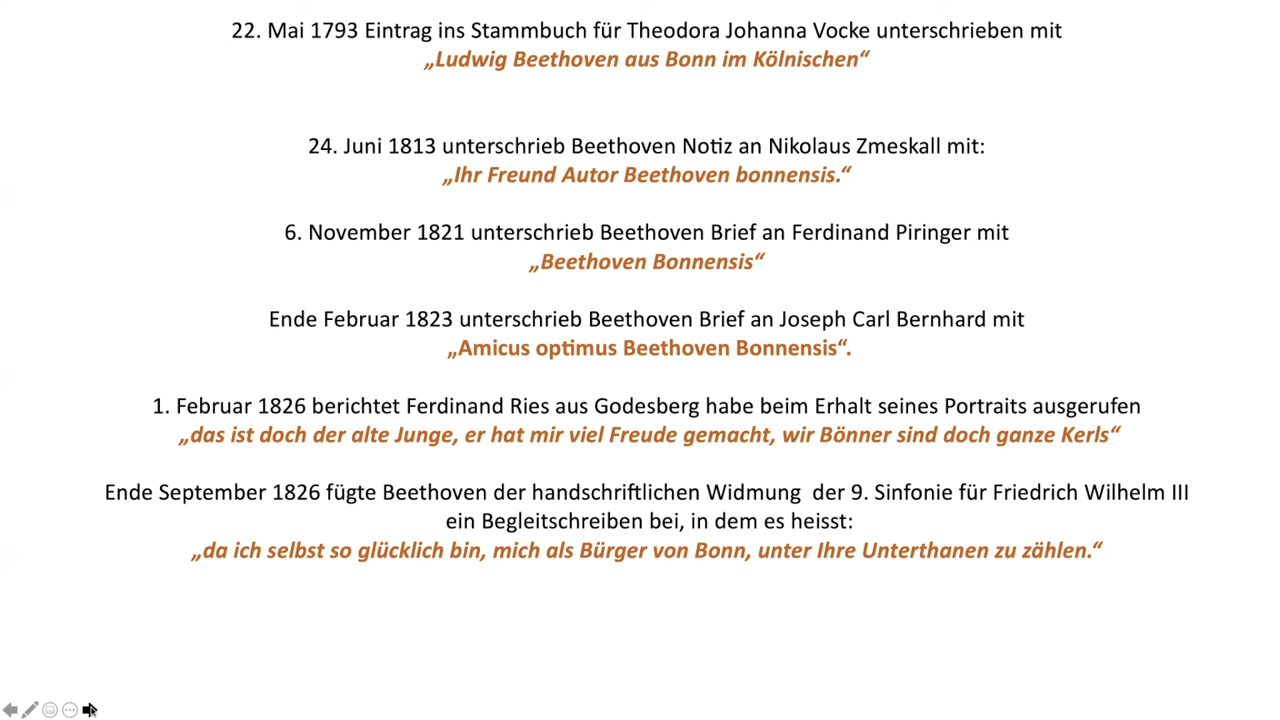 22. Mai 1793 Eintrag ins Stammbuch für Theodora Johanna Vocke unterschrieben mit
„Ludwig Beethoven aus Bonn im Kölnischen“
24. Juni 1813 unterschrieb Beethoven Notiz an Nikolaus Zmeskall mit:
„Ihr Freund Autor Beethoven bonnensis.“
6. November 1821 unterschrieb Beethoven Brief an Ferdinand Piringer mit
„Beethoven Bonnensis“
Ende Februar 1823 unterschrieb Beethoven Brief an Joseph Carl Bernhard mit
„Amicus optimus Beethoven Bonnensis“.
1. Februar 1826 berichtet Ferdinand Ries aus Godesberg habe beim Erhalt seines Portraits ausgerufen
„das ist doch der alte Junge, er hat mir viel Freude gemacht, wir Bönner sind doch ganze Kerls“
Ende September 1826 fügte Beethoven der handschriftlichen Widmung der 9. Sinfonie für Friedrich Wilhelm III
ein Begleitschreiben bei, in dem es heisst:
„da ich selbst so glücklich bin, mich als Bürger von Bonn, unter Ihre Unterthanen zu zählen.“